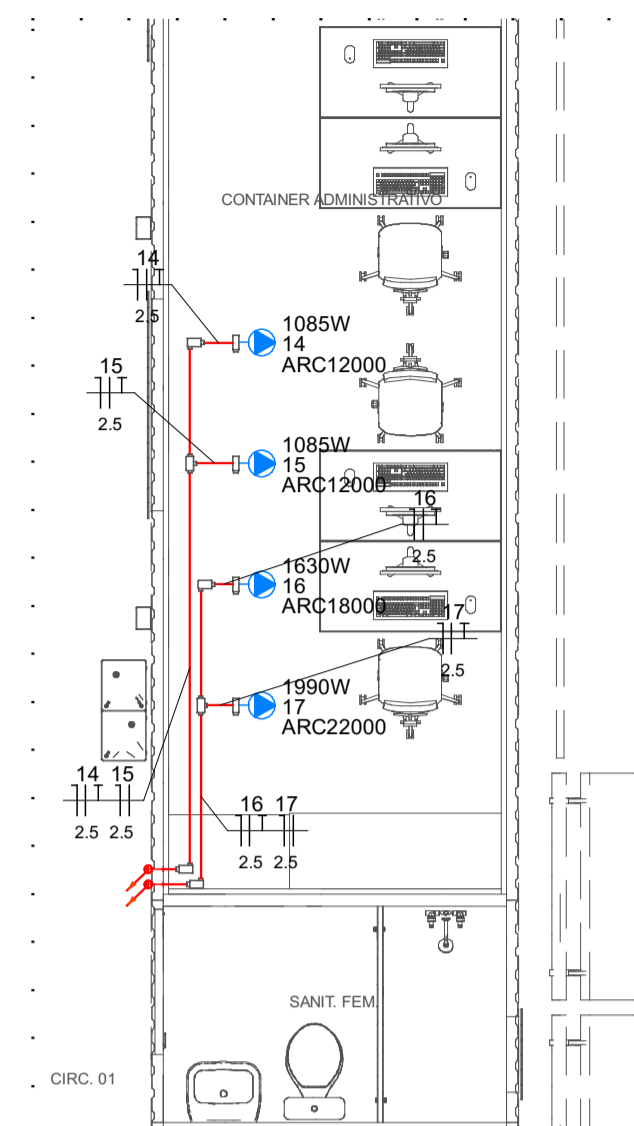 CONTAINER ADMINISTRATIVO
14
2.5
1085W
14
ARC12000
15
2.5
1085W
15
ARC12000
16
2.5
1630W
16
ARC18000
17
2.5
1990W
17
ARC22000
14 15
2.5 2.5
16 17
2.5 2.5
SANIT. FEM.
CIRC. 01